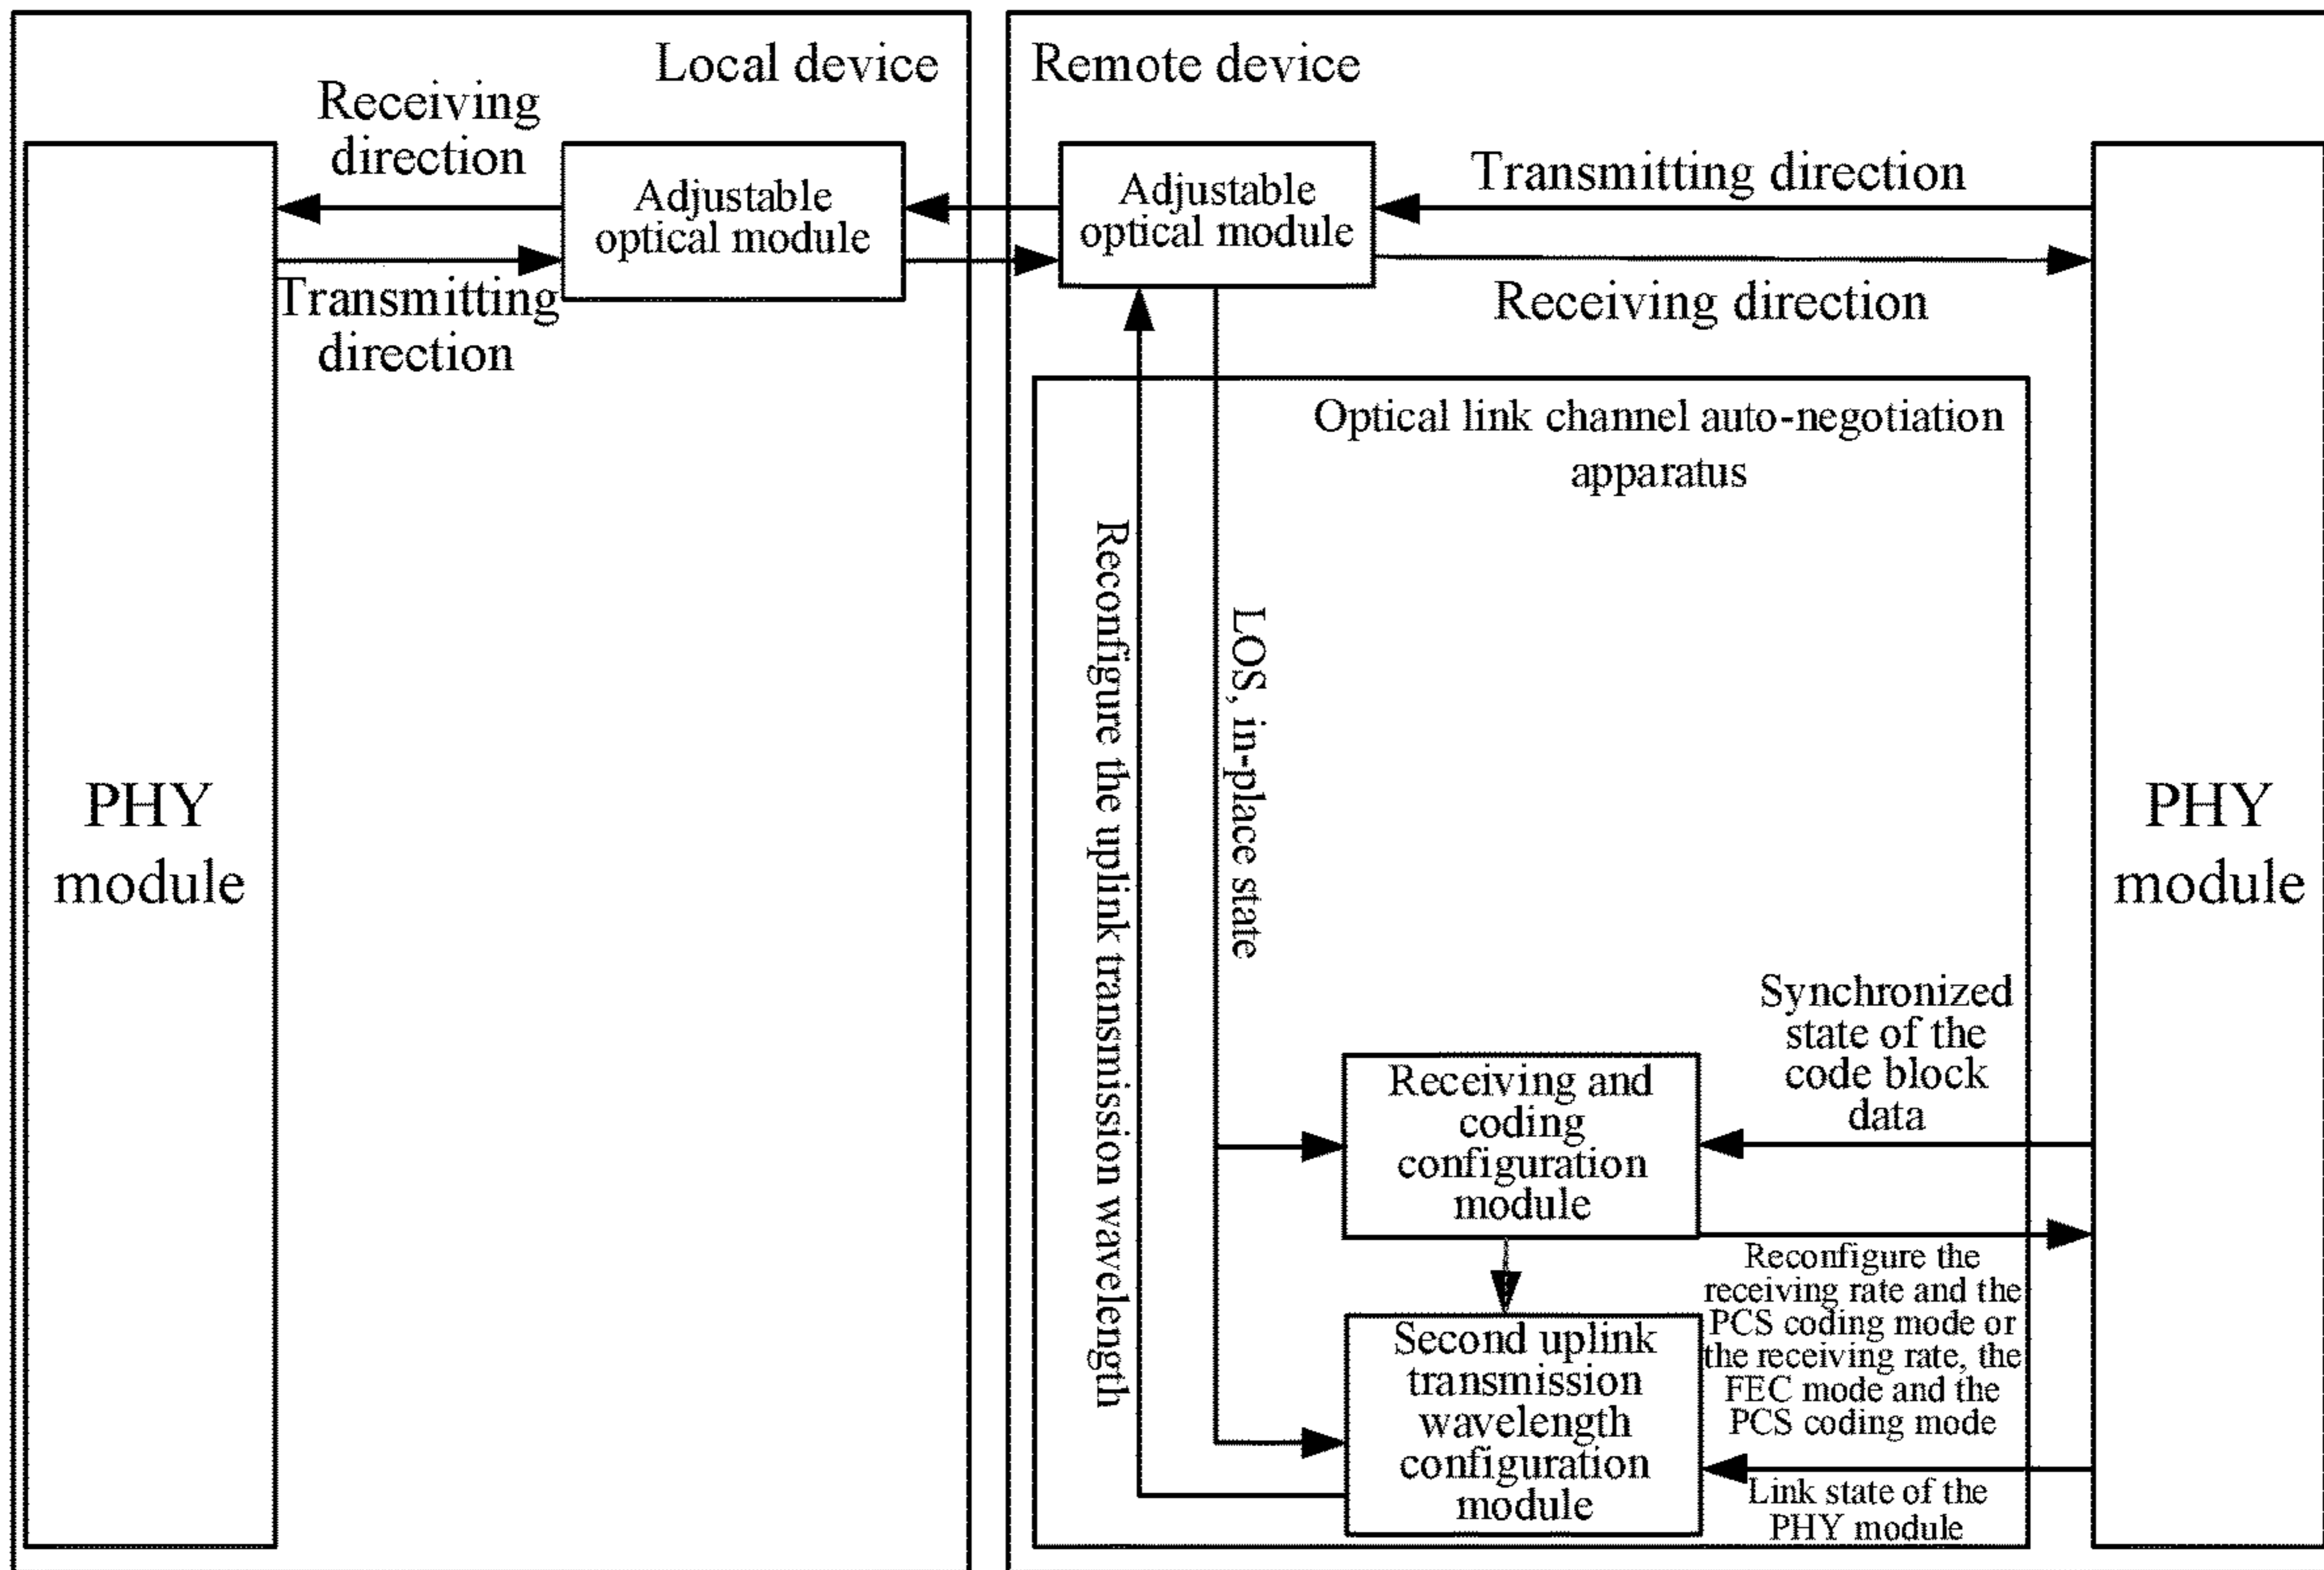 Local device
Receiving
direction
Adjustable
optical module
Transmitting
direction
PHY
module
Remote device
Adjustable
optical module
Transmitting direction
Receiving direction
Optical link channel auto-negotiation
apparatus
Reconfigure the uplink transmission wavelength
LOS, in-place state
Synchronized
state of the
code block
data
Receiving and
coding
configuration
module
Reconfigure the
receiving rate and the
PCS coding mode or
the receiving rate, the
FEC mode and the
PCS coding mode
Second uplink
transmission
wavelength
configuration
module
Link state of the
PHY module
PHY
module